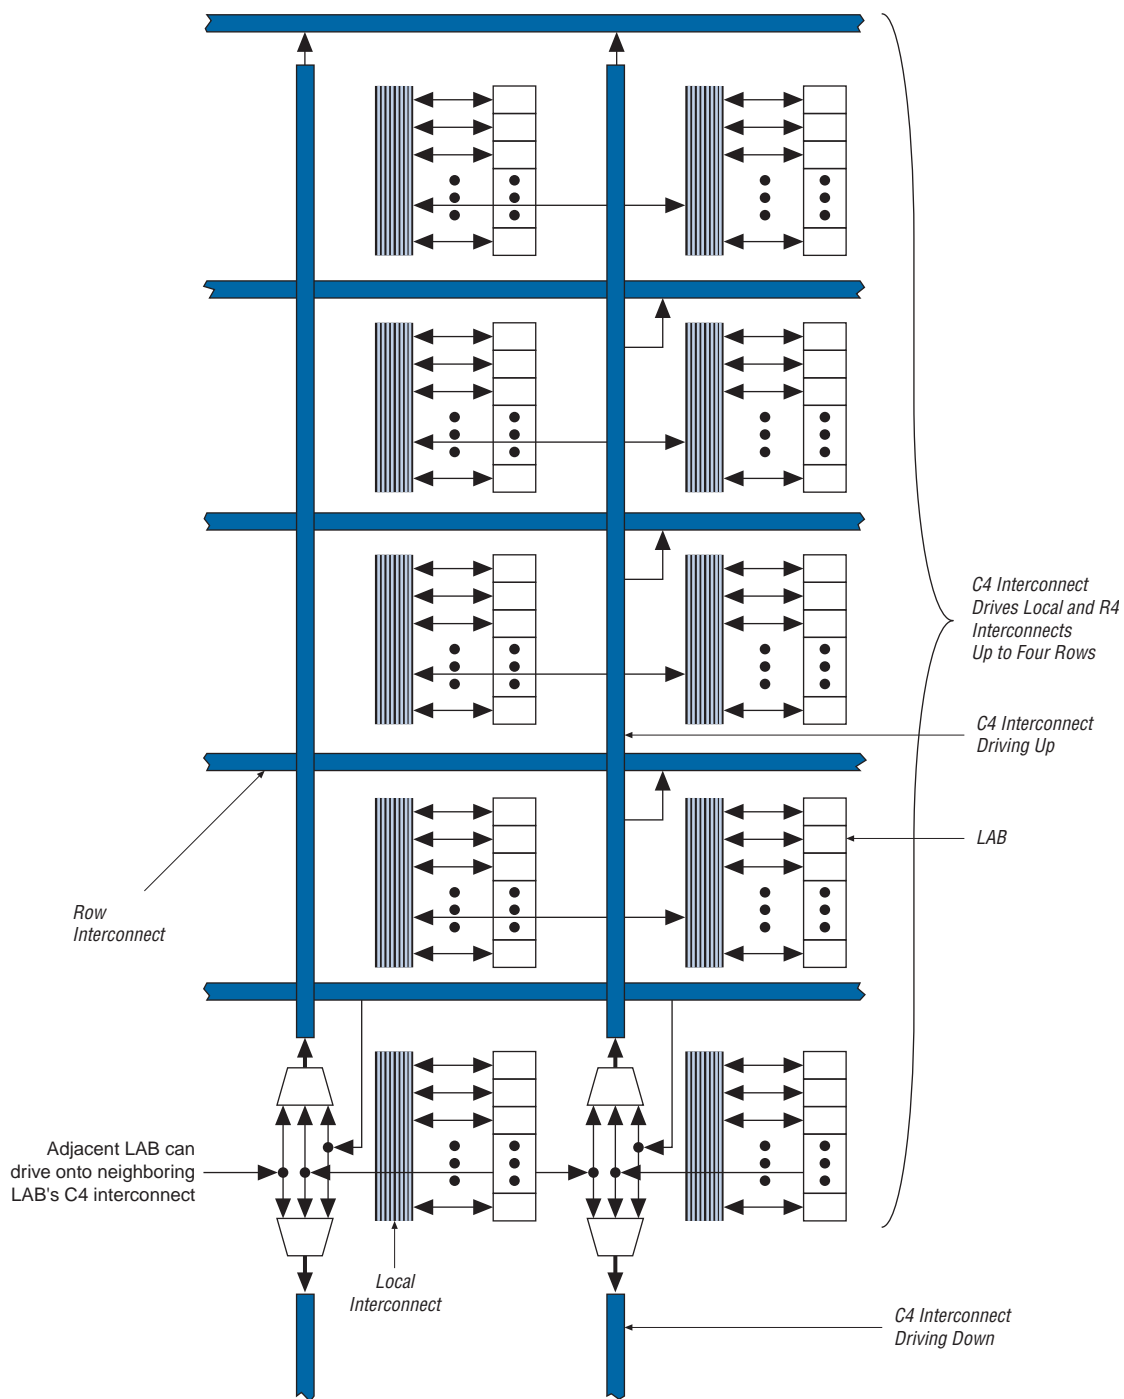 C4 Interconnect
Drives Local and R4
Interconnects
Up to Four Rows
C4 Interconnect
Driving Up
LAB
Row
Interconnect
Adjacent LAB can
drive onto neighboring
LAB's C4 interconnect
Local
Interconnect
C4 Interconnect
Driving Down